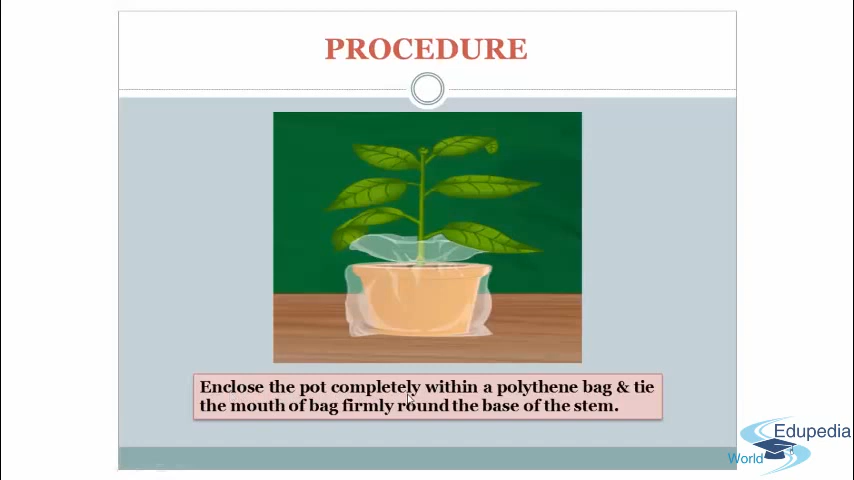 PROCEDURE
Enclose the pot completely within a polythene bag & tie
the mouth of bag firmly round the base of the stem.
Edupedia
World